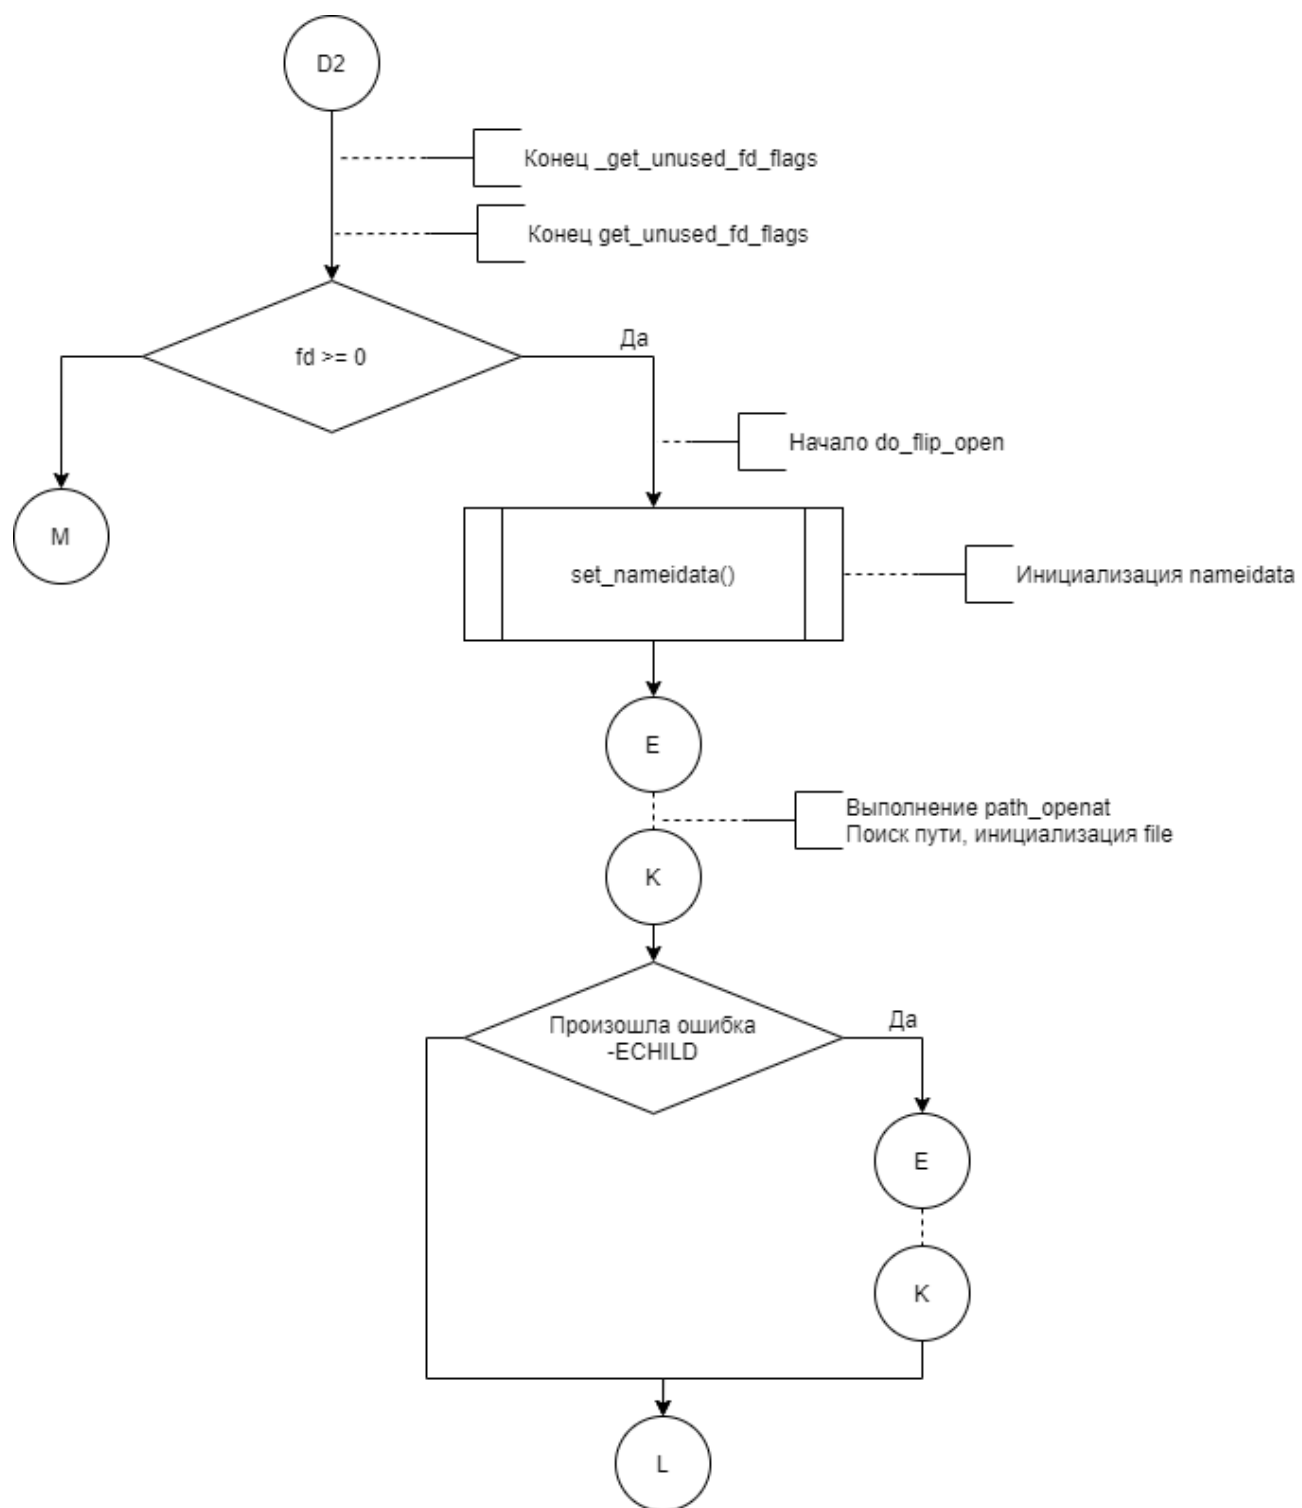 D2
Конец _get_unused_fd_flags
Конец get_unused_fd_flags
Да
fd >= 0
Начало do_flip_open
M
set_nameidata()
Инициализация nameidata
E
Выполнение path_openat
Поиск пути, инициализация file
K
Произошла ошибка
-ECHILD
Да
E
K
L